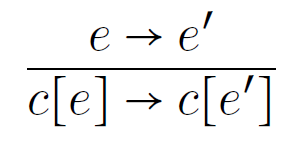 e → e′
c[e] → c[e′]